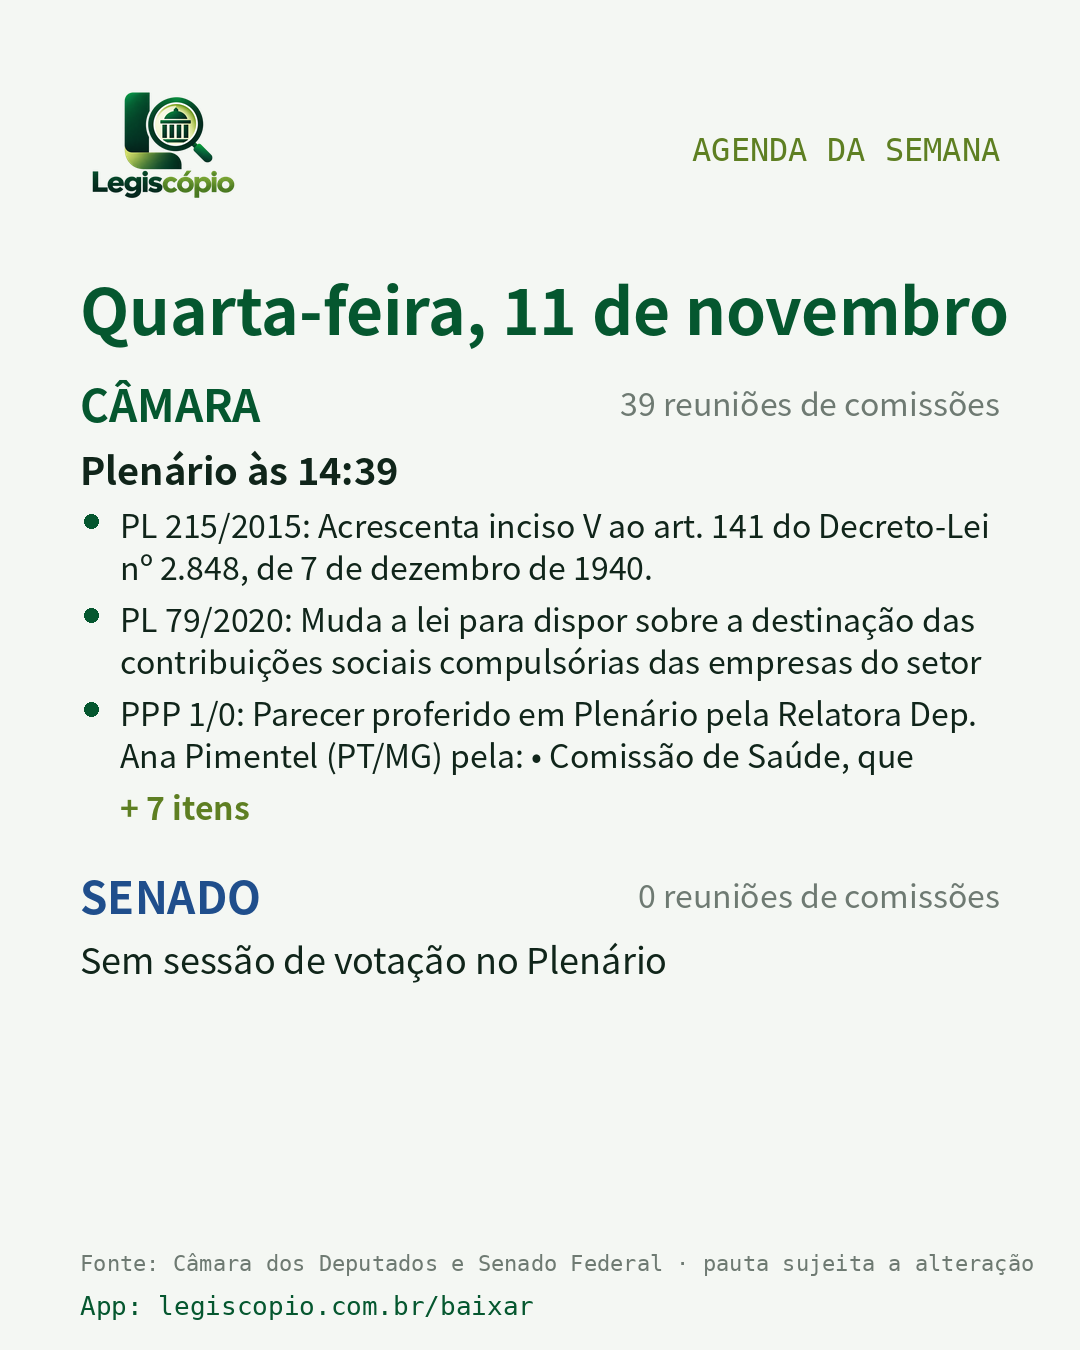 Legiscópio
AGENDA DA SEMANA
Quarta-feira, 11 de novembro
CÂMARA
39 reuniões de comissões
Plenário às 14:39
• PL 215/2015: Acrescenta inciso V ao art. 141 do Decreto-Lei
nº 2.848, de 7 de dezembro de 1940.
• PL 79/2020: Muda a lei para dispor sobre a destinação das
contribuições sociais compulsórias das empresas do setor
• PPP 1/0: Parecer proferido em Plenário pela Relatora Dep.
Ana Pimentel (PT/MG) pela: • Comissão de Saúde, que
+ 7 itens
SENADO
0 reuniões de comissões
Sem sessão de votação no Plenário
Fonte: Câmara dos Deputados e Senado Federal · pauta sujeita a alteração
App: legiscopio.com.br/baixar